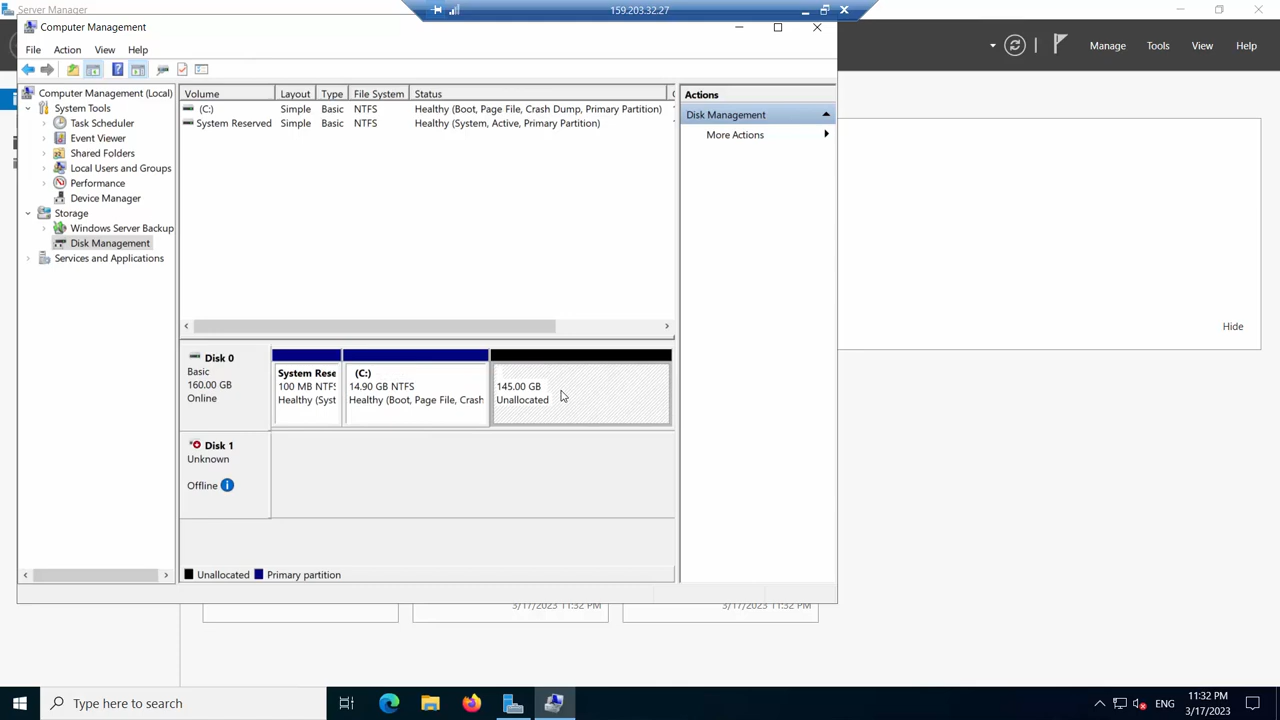 Server Manager
159.203.32.27
Computer Management
File Action View Help
Manage Tools View Help
Computer Management (Local)
System Tools
Task Scheduler
Event Viewer
Shared Folders
Local Users and Groups
Performance
Device Manager
Storage
Windows Server Backup
Disk Management
Services and Applications
Volume Layout Type File System Status
(C:) Simple Basic NTFS Healthy (Boot, Page File, Crash Dump, Primary Partition)
System Reserved Simple Basic NTFS Healthy (System, Active, Primary Partition)
Actions
Disk Management
More Actions
Hide
Disk 0
Basic
160.00 GB
Online
System Rese
100 MB NTFS
Healthy (Syst
(C:)
14.90 GB NTFS
Healthy (Boot, Page File, Crash
145.00 GB
Unallocated
Disk 1
Unknown
Offline
Unallocated Primary partition
3/17/2023 11:32 PM 3/17/2023 11:32 PM
Type here to search
ENG
11:32 PM
3/17/2023